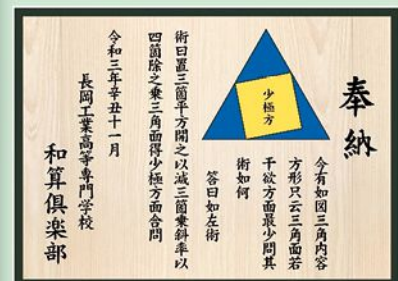 奉納
少極方
今有如図三角内容
方形只云三角面若
干欲方面最少問其
術如何
答曰如左術
術曰置三箇平方開之以減三箇乗斜率以
四箇除之乗三角面得少極方面合問
令和三年辛丑十一月
長岡工業高等専門学校
和算倶楽部